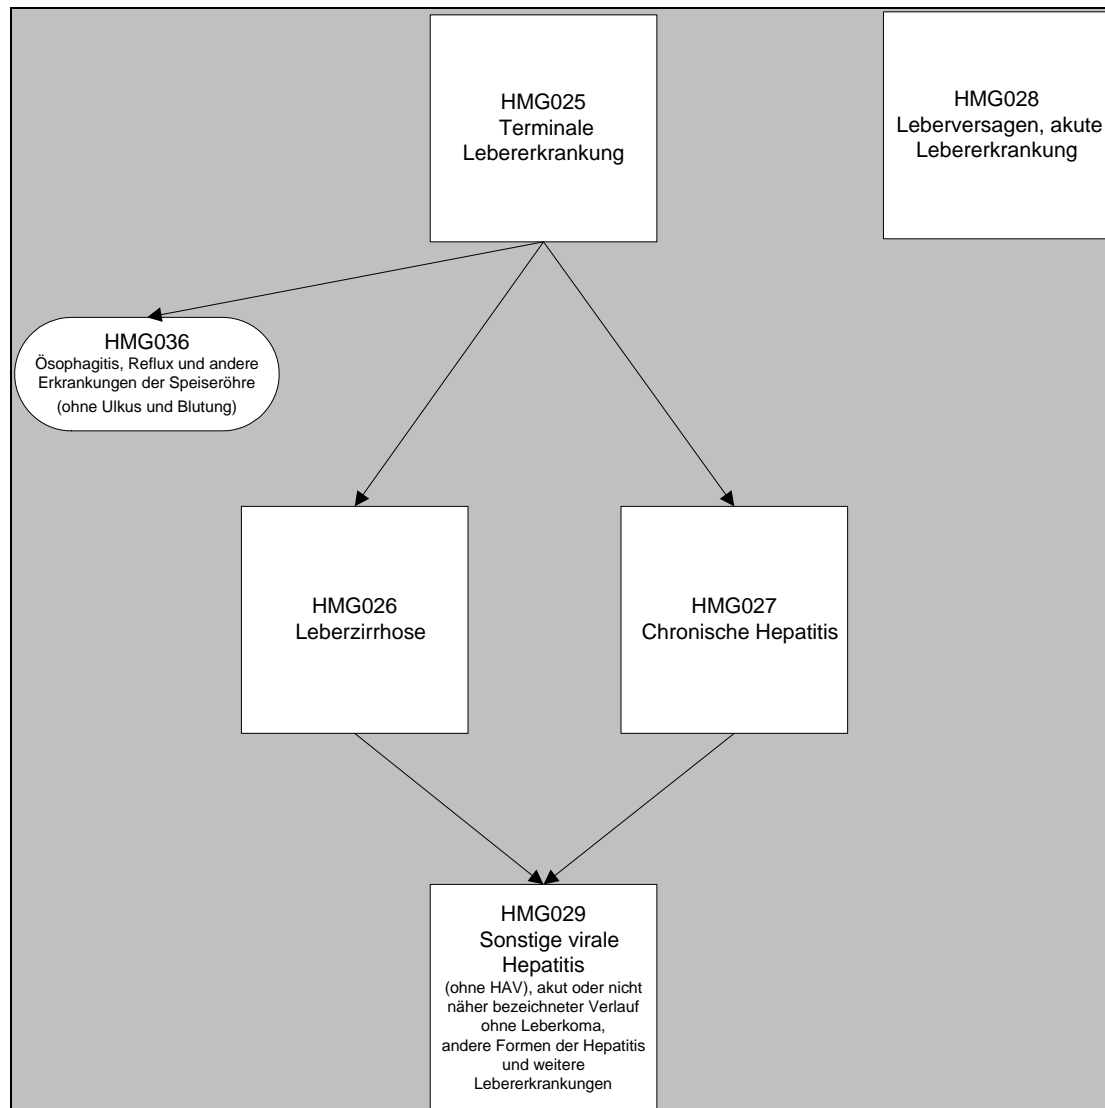 HMG025
Terminale
Lebererkrankung
HMG028
Leberversagen, akute
Lebererkrankung
HMG036
Ösophagitis, Reflux und andere
Erkrankungen der Speiseröhre
(ohne Ulkus und Blutung)
HMG026
Leberzirrhose
HMG027
Chronische Hepatitis
HMG029
Sonstige virale
Hepatitis
(ohne HAV), akut oder nicht
näher bezeichneter Verlauf
ohne Leberkoma,
andere Formen der Hepatitis
und weitere
Lebererkrankungen